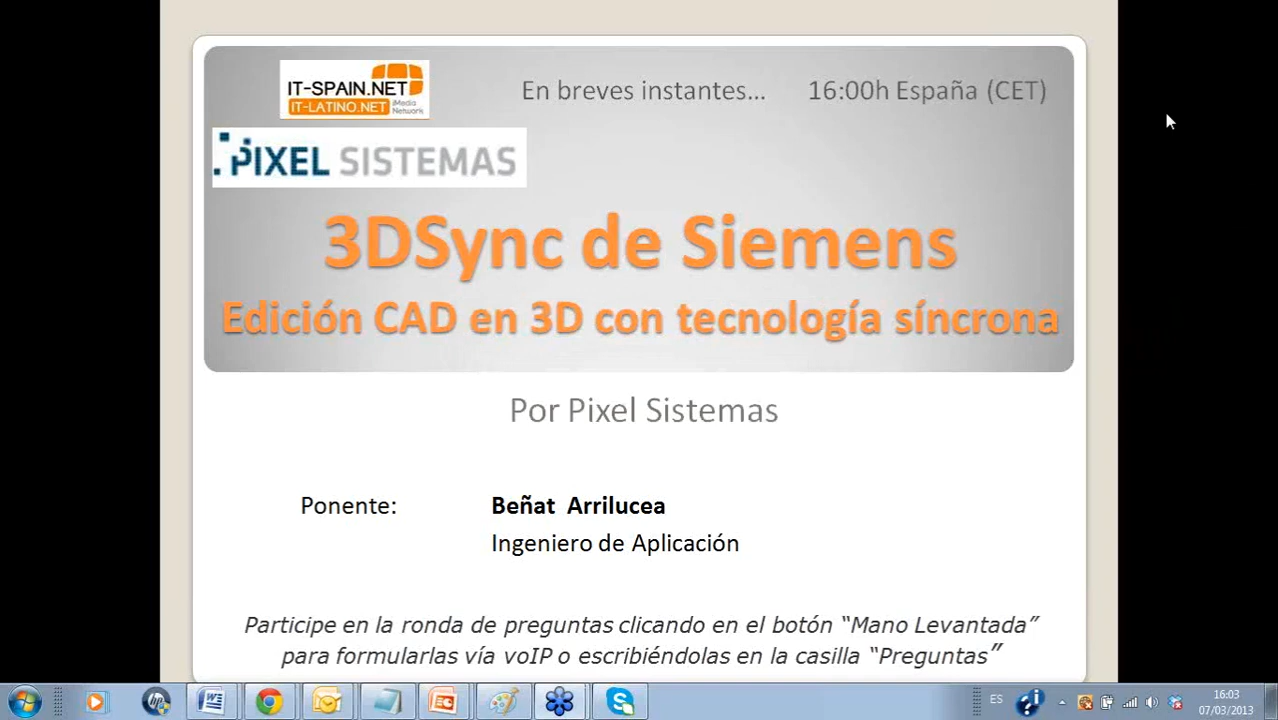 IT-SPAIN.NET
IT-LATINO.NET iMedia Network
En breves instantes... 16:00h España (CET)
PIXEL SISTEMAS
3DSync de Siemens
Edición CAD en 3D con tecnología síncrona
Por Pixel Sistemas
Ponente: Beñat Arrilucea
Ingeniero de Aplicación
Participe en la ronda de preguntas clicando en el botón “Mano Levantada”
para formularlas vía voIP o escribiéndolas en la casilla “Preguntas”
ES
16:03
07/03/2013